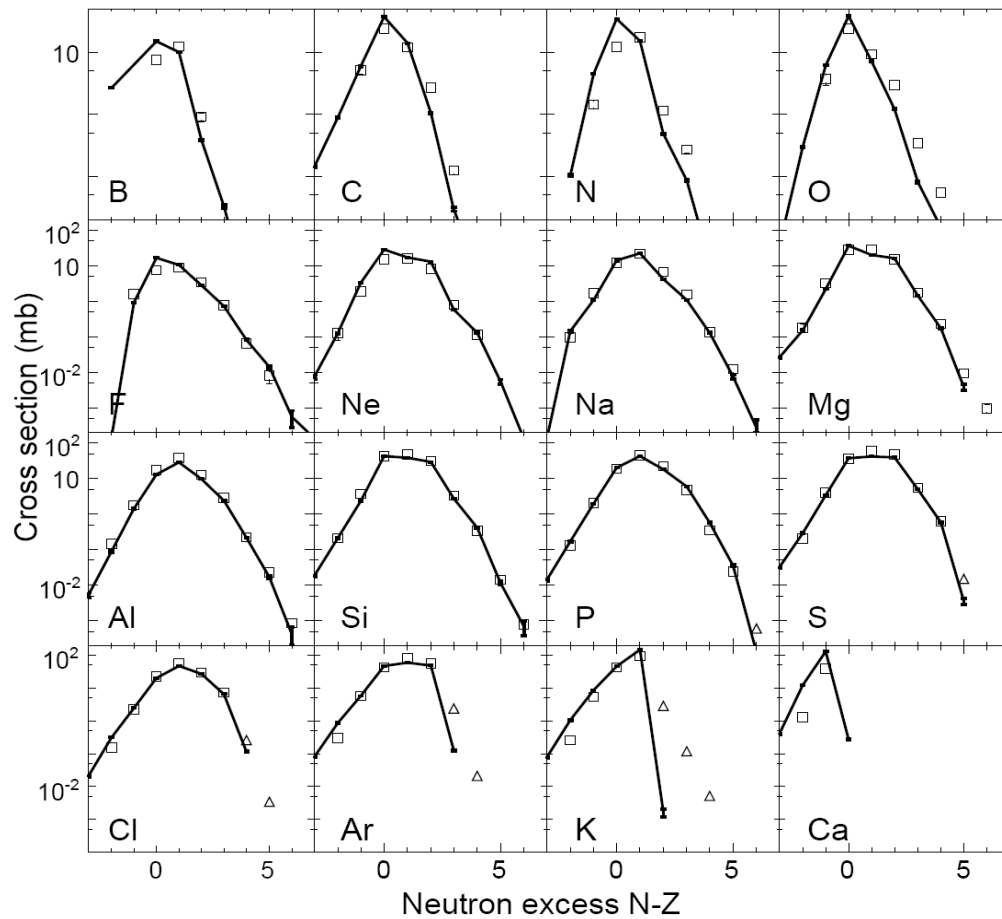 10
B
C
N
O
10²
10
10⁻²
F
Ne
Na
Mg
Cross section (mb)
10
10⁻²
Al
Si
P
S
10²
10⁻²
Cl
Ar
K
Ca
0 5 0 5 0 5 0 5
Neutron excess N-Z